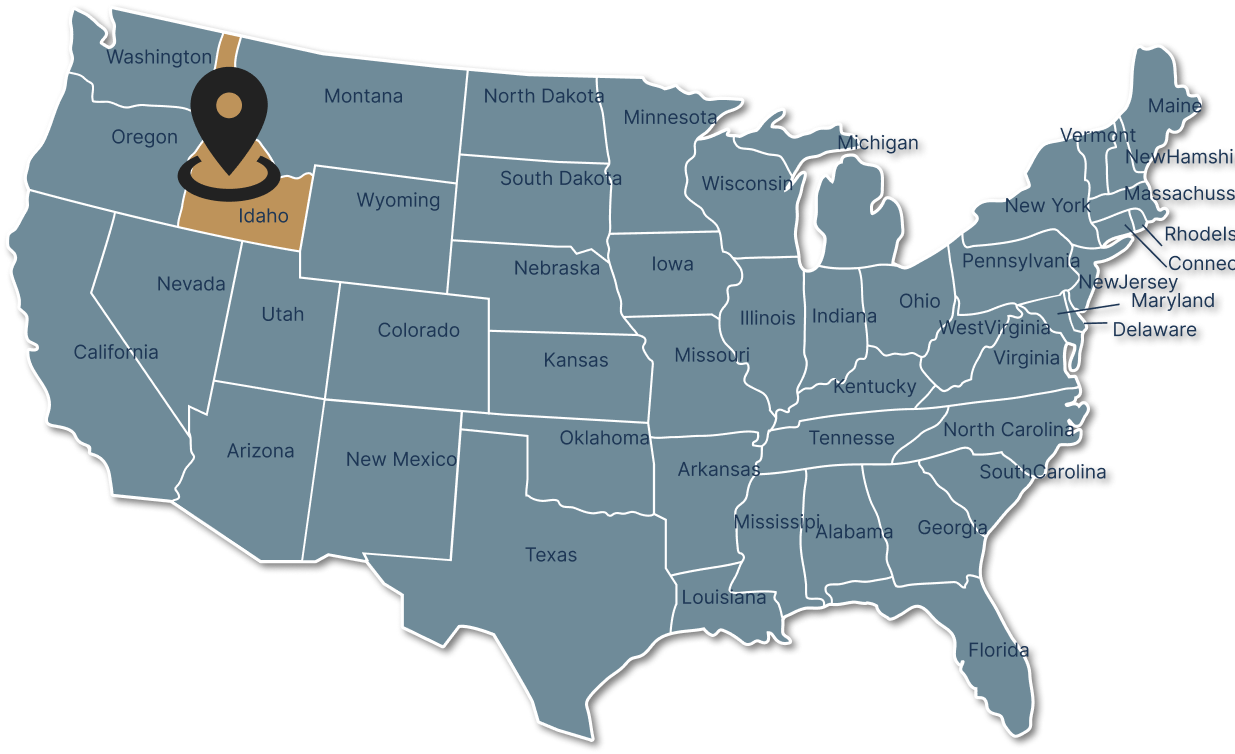 Washington
Montana
North Dakota
Minnesota
Maine
Oregon
Michigan
Vermont
NewHamshi
South Dakota
Wisconsin
Idaho
Wyoming
New York
Massachuss
Rhodels
Nebraska
Iowa
Pennsylvania
Connec
Nevada
NewJersey
Utah
Colorado
Illinois
Indiana
Ohio
Maryland
WestVirginia
Delaware
California
Kansas
Missouri
Virginia
Kentucky
Arizona
New Mexico
Oklahoma
Tennesse
North Carolina
Arkansas
SouthCarolina
Texas
Mississipi
Alabama
Georgia
Louisiana
Florida